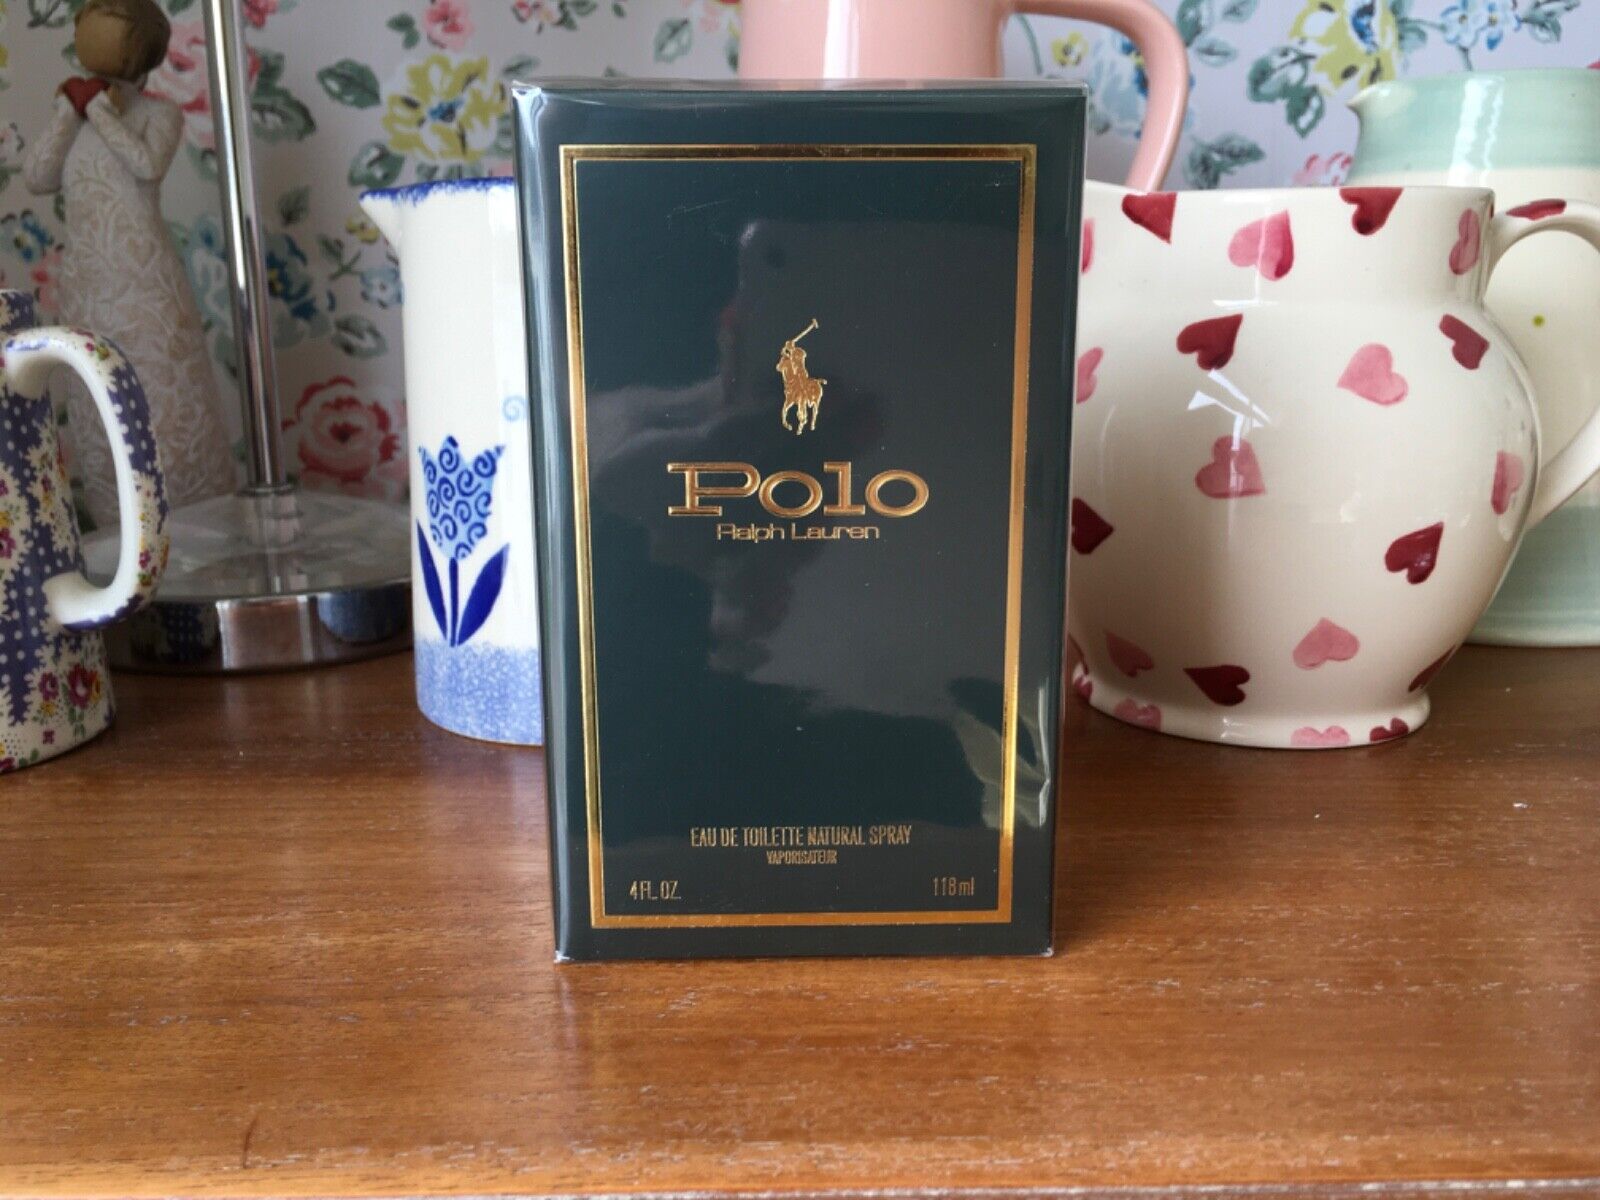 Polo
Ralph Lauren
EAU DE TOILETTE NATURAL SPRAY
VAPORISATEUR
4 FL. OZ. 118 ml